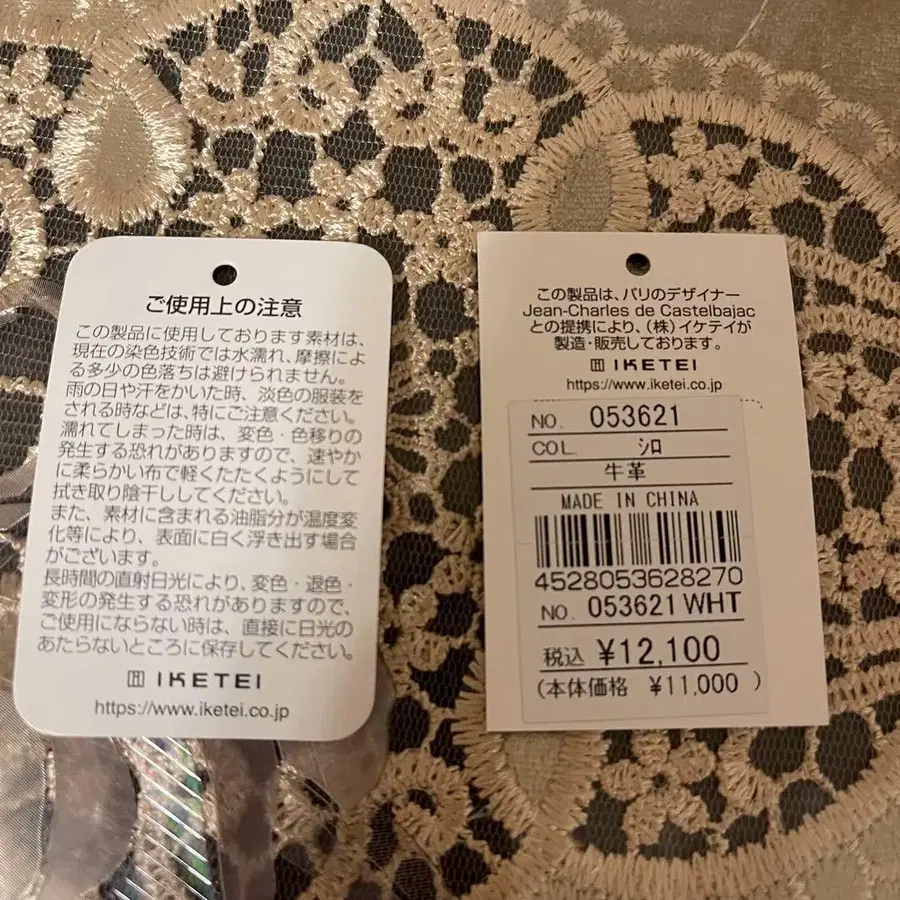 ご使用上の注意
この製品に使用しております素材は、
現在の染色技術では水濡れ、摩擦によ
る多少の色落ちは避けられません。
雨の日や汗をかいた時、淡色の服装を
される時などは、特にご注意ください。
濡れてしまった時は、変色・色移りの
発生する恐れがありますので、速やか
に柔らかい布で軽くたたくようにして
拭き取り陰干ししてください。
また、素材に含まれる油脂分が温度変
化等により、表面に白く浮き出す場合
がございます。
長時間の直射日光により、変色・退色・
変形の発生する恐れがありますので、
ご使用にならない時は、直接に日光の
あたらないところに保存してください。
IKETEI
https://www.iketei.co.jp
この製品は、パリのデザイナー
Jean-Charles de Castelbajac
との提携により、(株)イケテイが
製造・販売しております。
IKETEI
https://www.iketei.co.jp
NO. 053621
COL シロ
牛革
MADE IN CHINA
4528053628270
NO. 053621WHT
税込 ¥12,100
(本体価格 ¥11,000 )